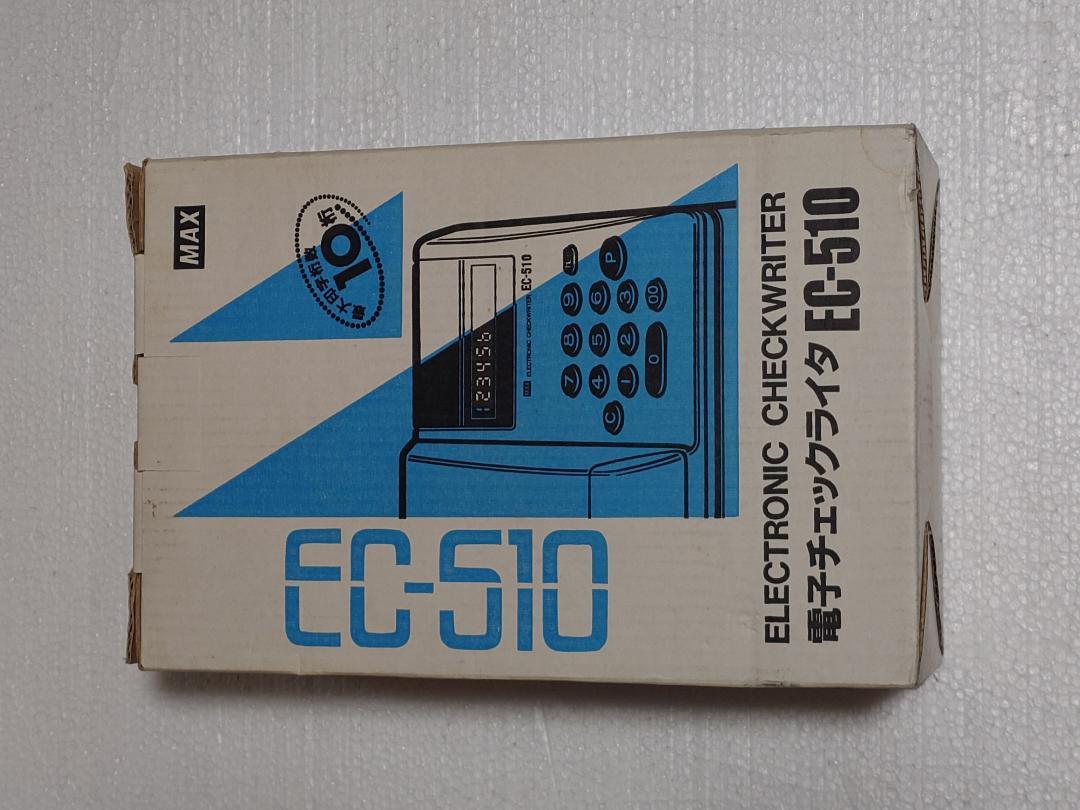 MAX
最大印字桁数
10桁
EC-510
123456
MAX ELECTRONIC CHECKWRITER EC-510
7 8 9
4 5 6 P
C 1 2 3
0 00
ELECTRONIC CHECKWRITER
電子チェックライタ EC-510